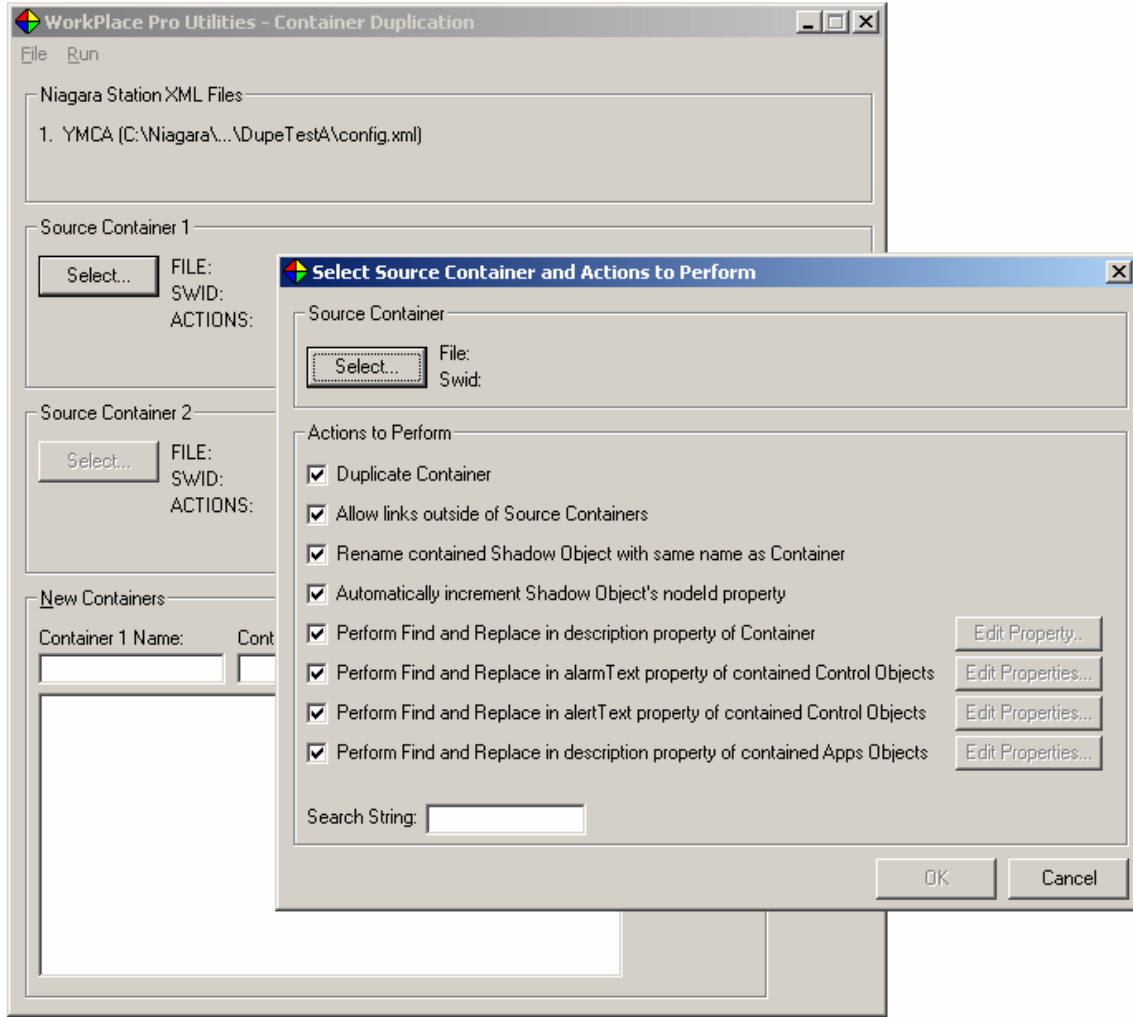 WorkPlace Pro Utilities - Container Duplication
File Run
Niagara Station XML Files
1. YMCA (C:\Niagara\...\DupeTestA\config.xml)
Source Container 1
Select...
FILE:
SWID:
ACTIONS:
Source Container 2
Select...
FILE:
SWID:
ACTIONS:
New Containers
Container 1 Name: Cont
Select Source Container and Actions to Perform
Source Container
Select...
File:
Swid:
Actions to Perform
Duplicate Container
Allow links outside of Source Containers
Rename contained Shadow Object with same name as Container
Automatically increment Shadow Object's nodeId property
Perform Find and Replace in description property of Container Edit Property..
Perform Find and Replace in alarmText property of contained Control Objects Edit Properties...
Perform Find and Replace in alertText property of contained Control Objects Edit Properties...
Perform Find and Replace in description property of contained Apps Objects Edit Properties...
Search String:
OK Cancel